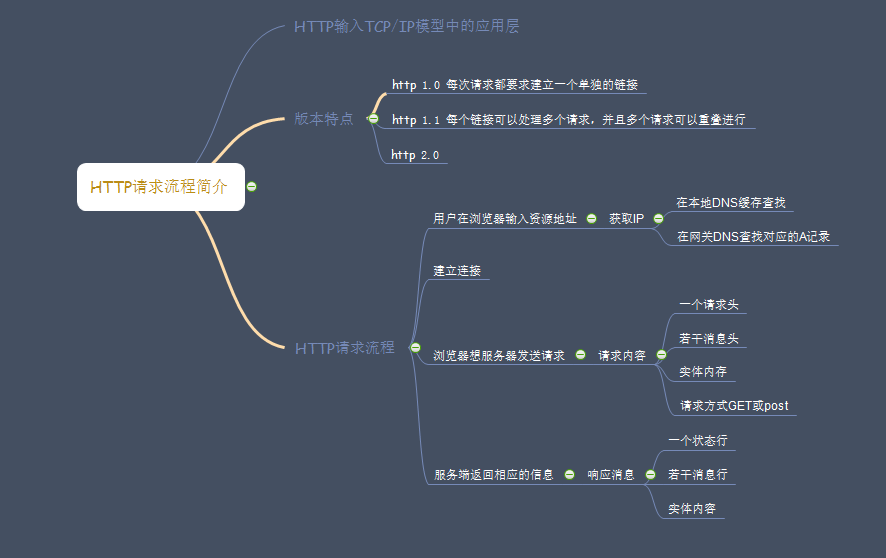 HTTP请求流程简介
HTTP输入TCP/IP模型中的应用层
版本特点
http 1.0 每次请求都要求建立一个单独的链接
http 1.1 每个链接可以处理多个请求，并且多个请求可以重叠进行
http 2.0
HTTP请求流程
用户在浏览器输入资源地址
获取IP
在本地DNS缓存查找
在网关DNS查找对应的A记录
建立连接
浏览器想服务器发送请求
请求内容
一个请求头
若干消息头
实体内存
请求方式GET或post
服务端返回相应的信息
响应消息
一个状态行
若干消息行
实体内容